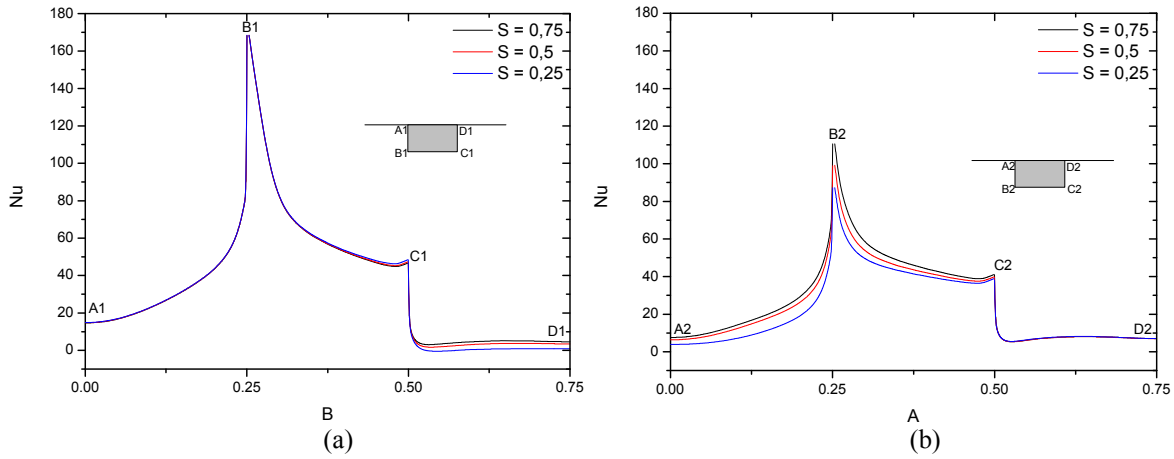 180
160
140
120
100
80
60
40
20
0
Nu
B1
S = 0,75
S = 0,5
S = 0,25
A1 D1
B1 C1
C1
A1
D1
0.00 0.25 0.50 0.75
B
(a)
180
160
140
120
100
80
60
40
20
0
Nu
S = 0,75
S = 0,5
S = 0,25
B2
A2 D2
B2 C2
C2
A2
D2
0.00 0.25 0.50 0.75
A
(b)